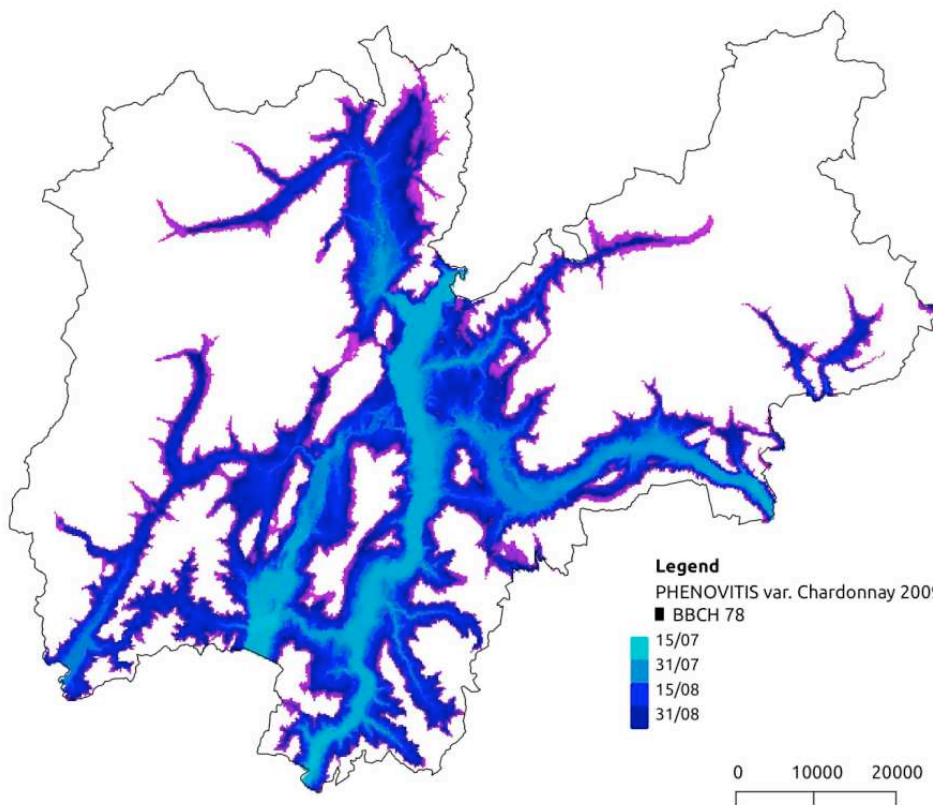 Legend
PHENOVITIS var. Chardonnay 2009
BBCH 78
15/07
31/07
15/08
31/08
0 10000 20000